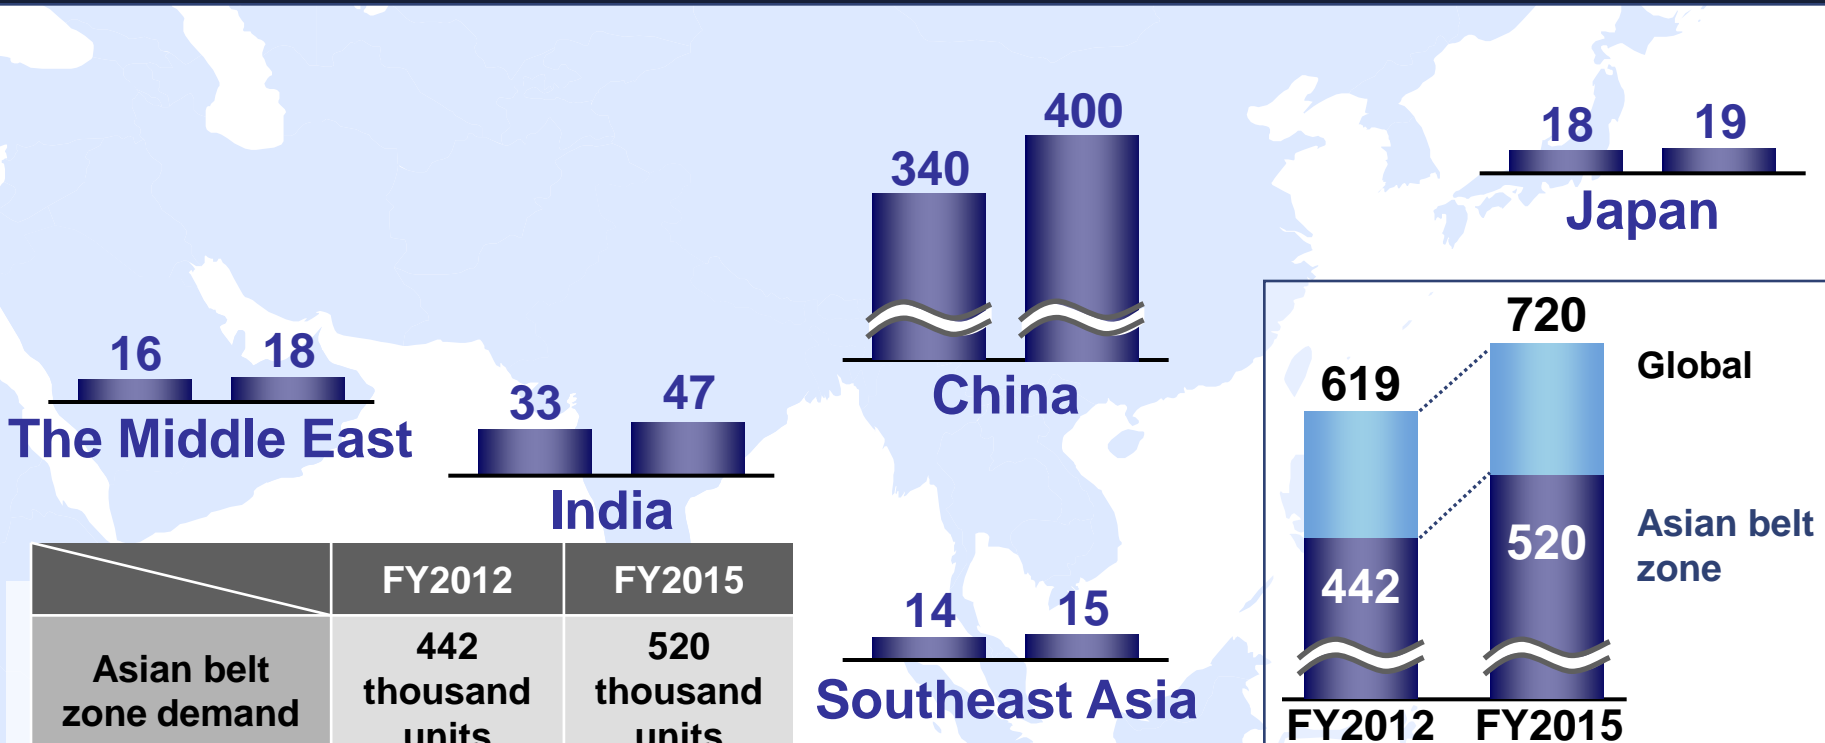 340
400
China
18
19
Japan
16
18
The Middle East
33
47
India
14
15
Southeast Asia
720
619
Global
520
442
Asian belt
zone
FY2012
FY2015
FY2012
FY2015
Asian belt
zone demand
442
thousand
units
520
thousand
units